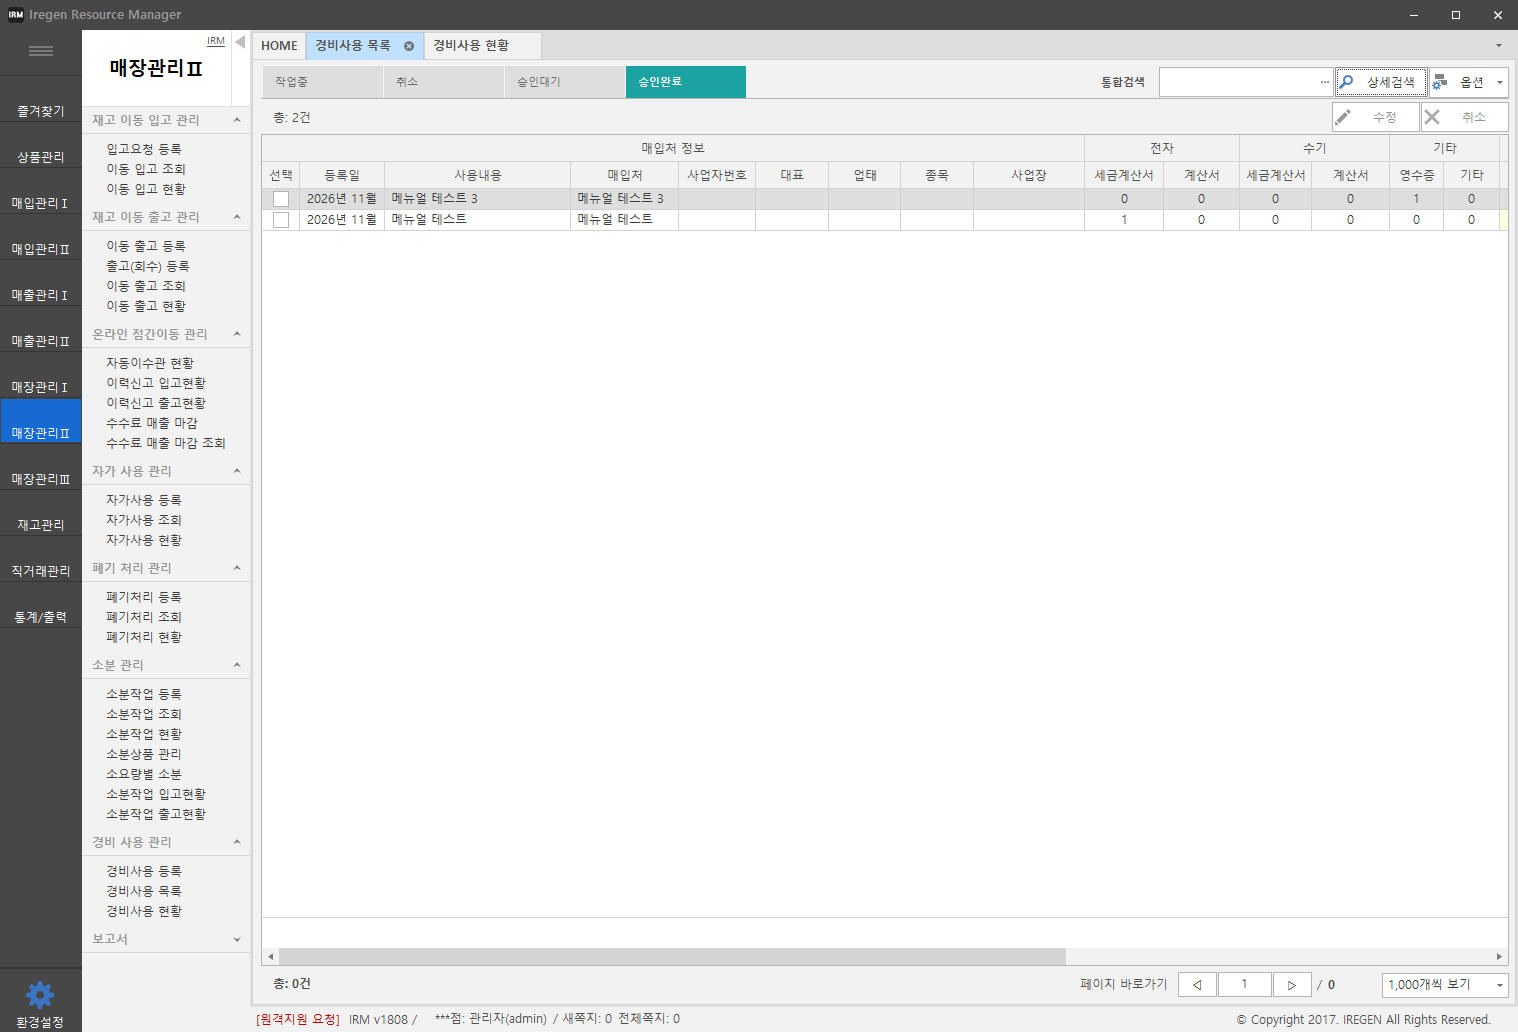 IRM Iregen Resource Manager
즐겨찾기
상품관리
매입관리 I
매입관리 II
매출관리 I
매출관리 II
매장관리 I
매장관리 II
매장관리 III
재고관리
직거래관리
통계/출력
환경설정
IRM
매장관리 II
재고 이동 입고 관리
입고요청 등록
이동 입고 조회
이동 입고 현황
재고 이동 출고 관리
이동 출고 등록
출고(회수) 등록
이동 출고 조회
이동 출고 현황
온라인 점간이동 관리
자동이수관 현황
이력신고 입고현황
이력신고 출고현황
수수료 매출 마감
수수료 매출 마감 조회
자가 사용 관리
자가사용 등록
자가사용 조회
자가사용 현황
폐기 처리 관리
폐기처리 등록
폐기처리 조회
폐기처리 현황
소분 관리
소분작업 등록
소분작업 조회
소분작업 현황
소분상품 관리
소요량별 소분
소분작업 입고현황
소분작업 출고현황
경비 사용 관리
경비사용 등록
경비사용 목록
경비사용 현황
보고서
HOME 경비사용 목록 경비사용 현황
작업중 취소 승인대기 승인완료 통합검색 ... 상세검색 옵션
총: 2건 수정 취소
매입처 정보 전자 수기 기타
선택 등록일 사용내용 매입처 사업자번호 대표 업태 종목 사업장 세금계산서 계산서 세금계산서 계산서 영수증 기타
2026년 11월 메뉴얼 테스트 3 메뉴얼 테스트 3 0 0 0 0 1 0
2026년 11월 메뉴얼 테스트 메뉴얼 테스트 1 0 0 0 0 0
총: 0건 페이지 바로가기 1 / 0 1,000개씩 보기
[원격지원 요청] IRM v1808 / ***점: 관리자(admin) / 새쪽지: 0 전체쪽지: 0 © Copyright 2017. IREGEN All Rights Reserved.